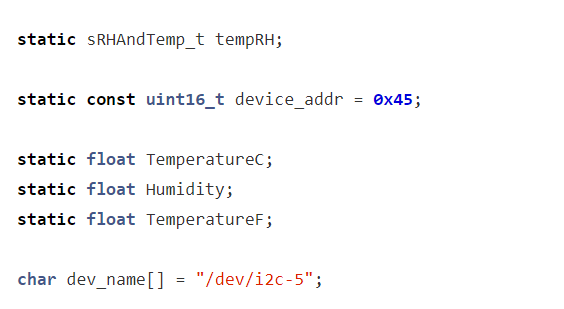 static sRHAndTemp_t tempRH;
static const uint16_t device_addr = 0x45;
static float TemperatureC;
static float Humidity;
static float TemperatureF;
char dev_name[] = "/dev/i2c-5";